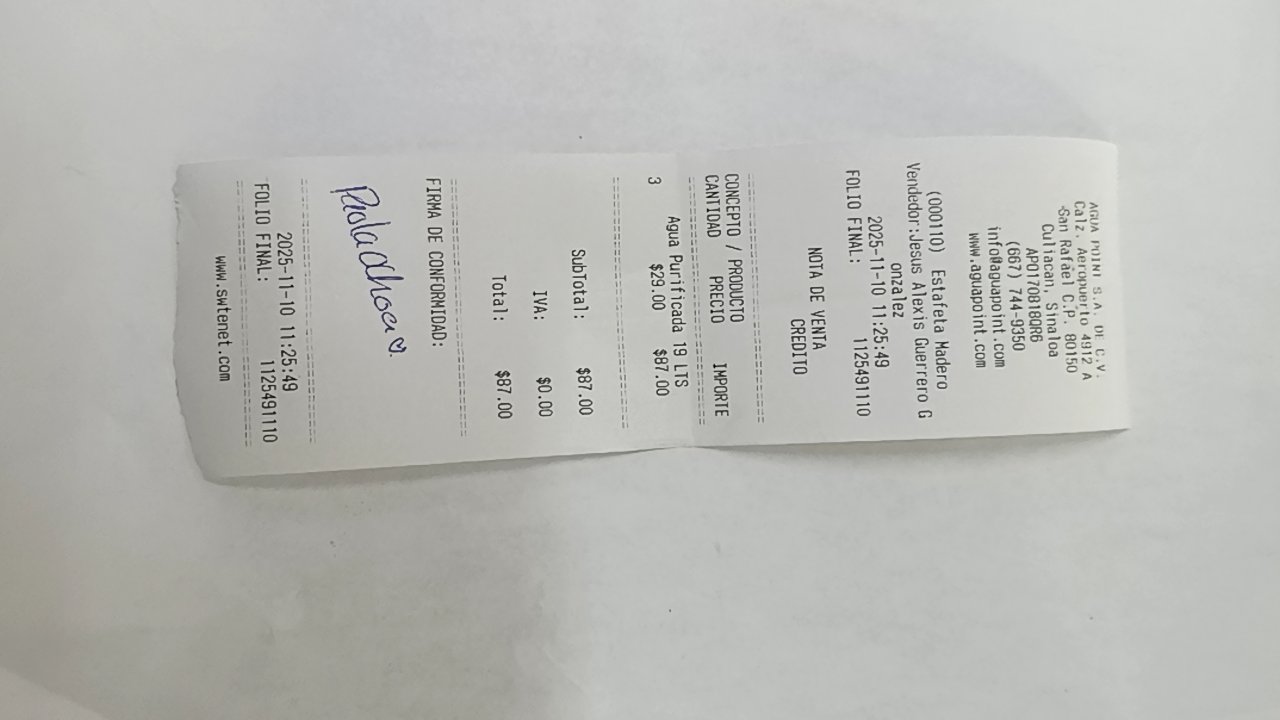 AGUA POINT S.A. DE C.V.
Calz. Aeropuerto 4912 A
-San Rafael C.P. 80150
Culiacan, Sinaloa
APO170818QR6
(667) 744-9350
info@aguapoint.com
www.aguapoint.com
(000110) Estafeta Madero
Vendedor:Jesus Alexis Guerrero G
onzalez
2025-11-10 11:25:49
FOLIO FINAL: 1125491110
NOTA DE VENTA
CREDITO
CONCEPTO / PRODUCTO
CANTIDAD PRECIO IMPORTE
Agua Purificada 19 LTS
3 $29.00 $87.00
SubTotal: $87.00
IVA: $0.00
Total: $87.00
FIRMA DE CONFORMIDAD:
Paola Ochoa
2025-11-10 11:25:49
FOLIO FINAL: 1125491110
www.swtenet.com